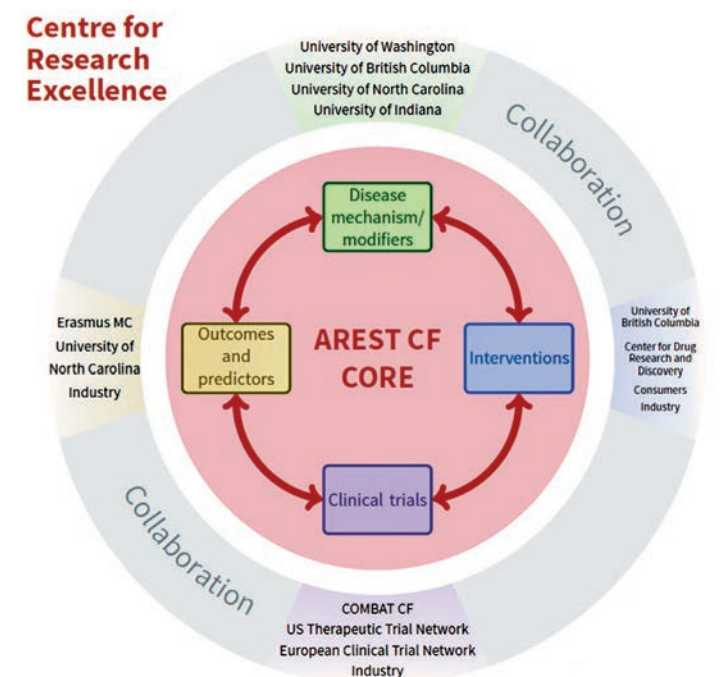 Centre for
Research
Excellence
University of Washington
University of British Columbia
University of North Carolina
University of Indiana
Collaboration
Disease
mechanism/
modifiers
Erasmus MC
University of
North Carolina
Industry
Outcomes
and
predictors
AREST CF
CORE
Interventions
University of
British Columbia
Center for Drug
Research and
Discovery
Consumers
Industry
Clinical trials
Collaboration
COMBAT CF
US Therapeutic Trial Network
European Clinical Trial Network
Industry